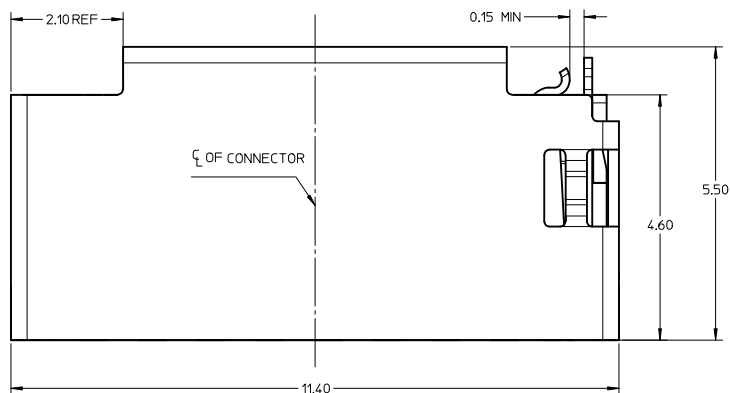 2.10 REF
0.15 MIN
℄ OF CONNECTOR
5.50
4.60
11.40